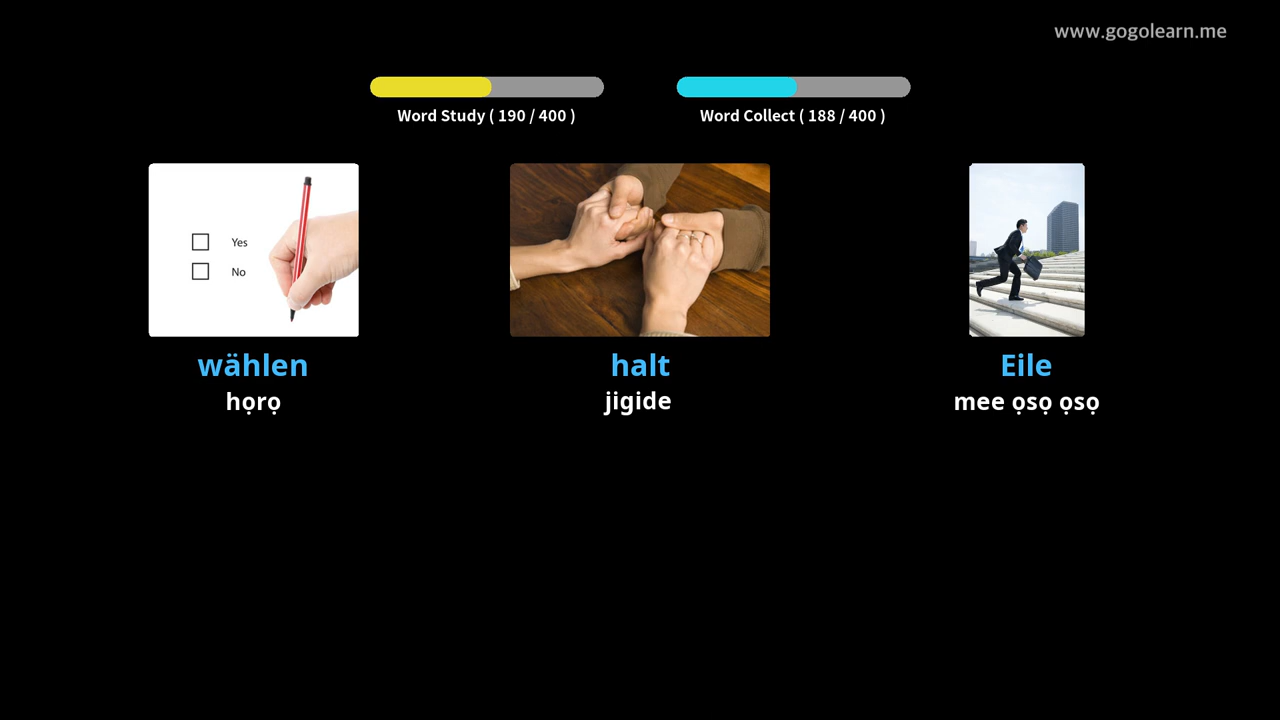 www.gogolearn.me
Word Study ( 190 / 400 )
Word Collect ( 188 / 400 )
Yes
No
wählen
halt
Eile
họrọ
jigide
mee ọsọ ọsọ